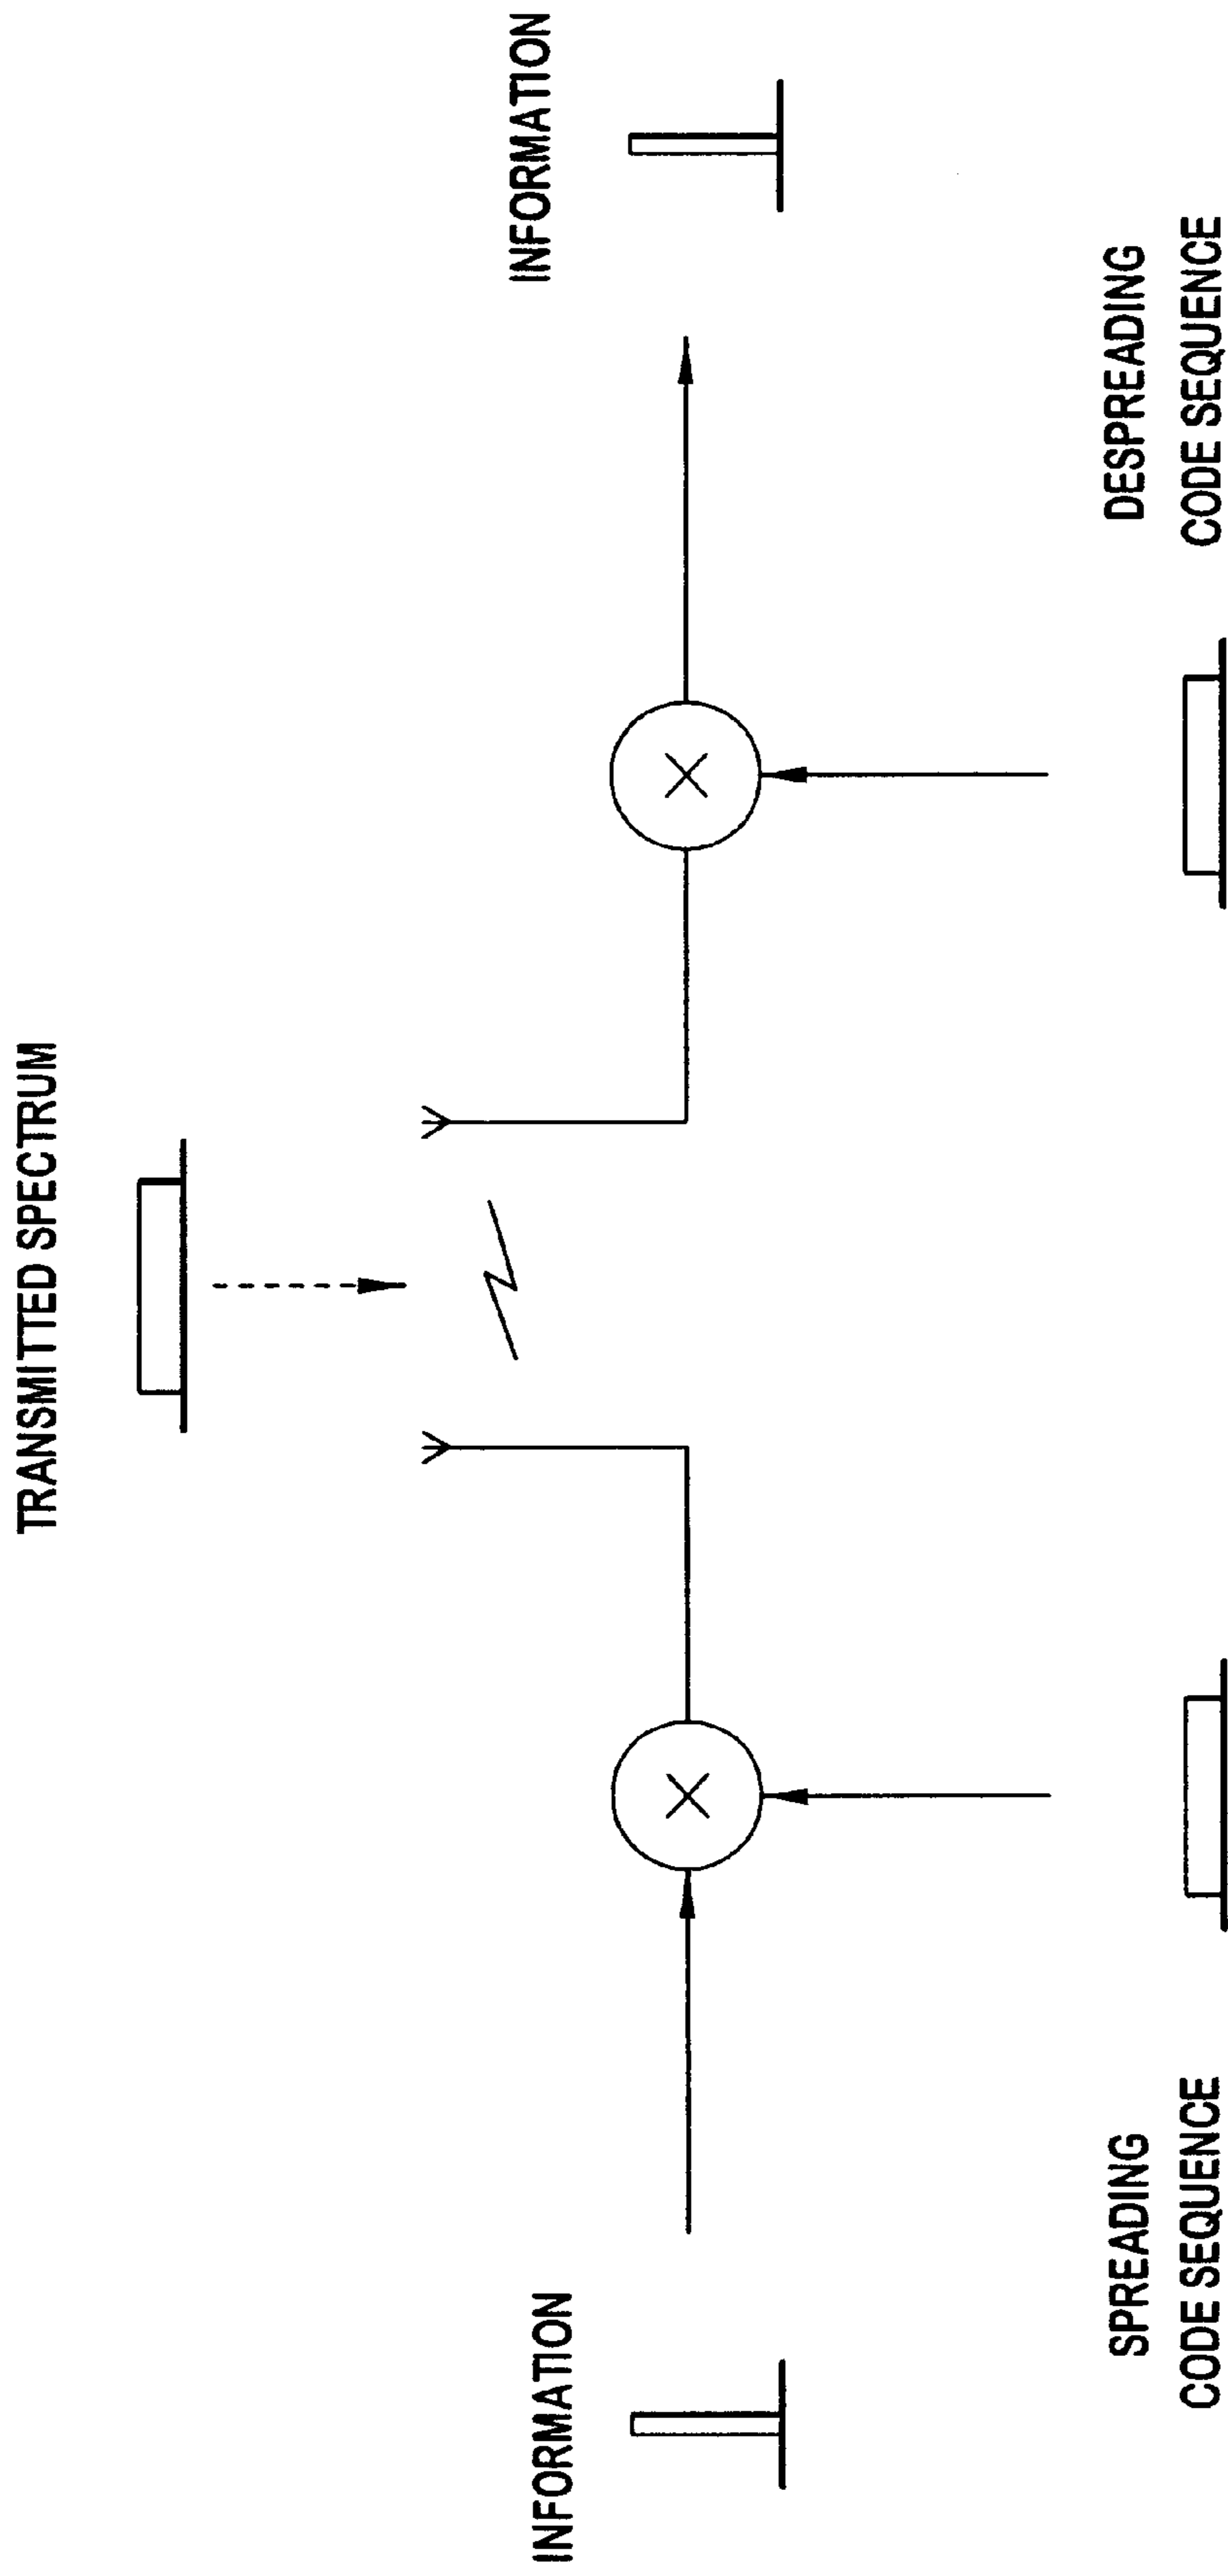 TRANSMITTED SPECTRUM
INFORMATION
INFORMATION
SPREADING
CODE SEQUENCE
DESPREADING
CODE SEQUENCE